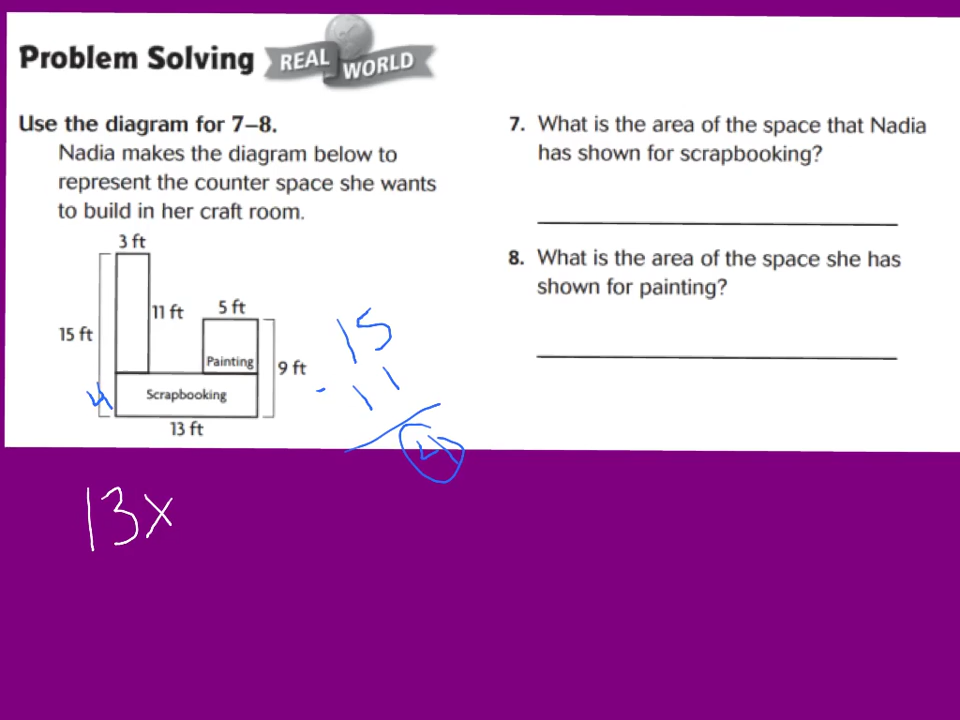 Problem Solving REAL WORLD
Use the diagram for 7–8.
Nadia makes the diagram below to
represent the counter space she wants
to build in her craft room.
3 ft
11 ft
5 ft
15 ft
Painting
9 ft
Scrapbooking
13 ft
4
15
- 11
4
7. What is the area of the space that Nadia
has shown for scrapbooking?
8. What is the area of the space she has
shown for painting?
13x